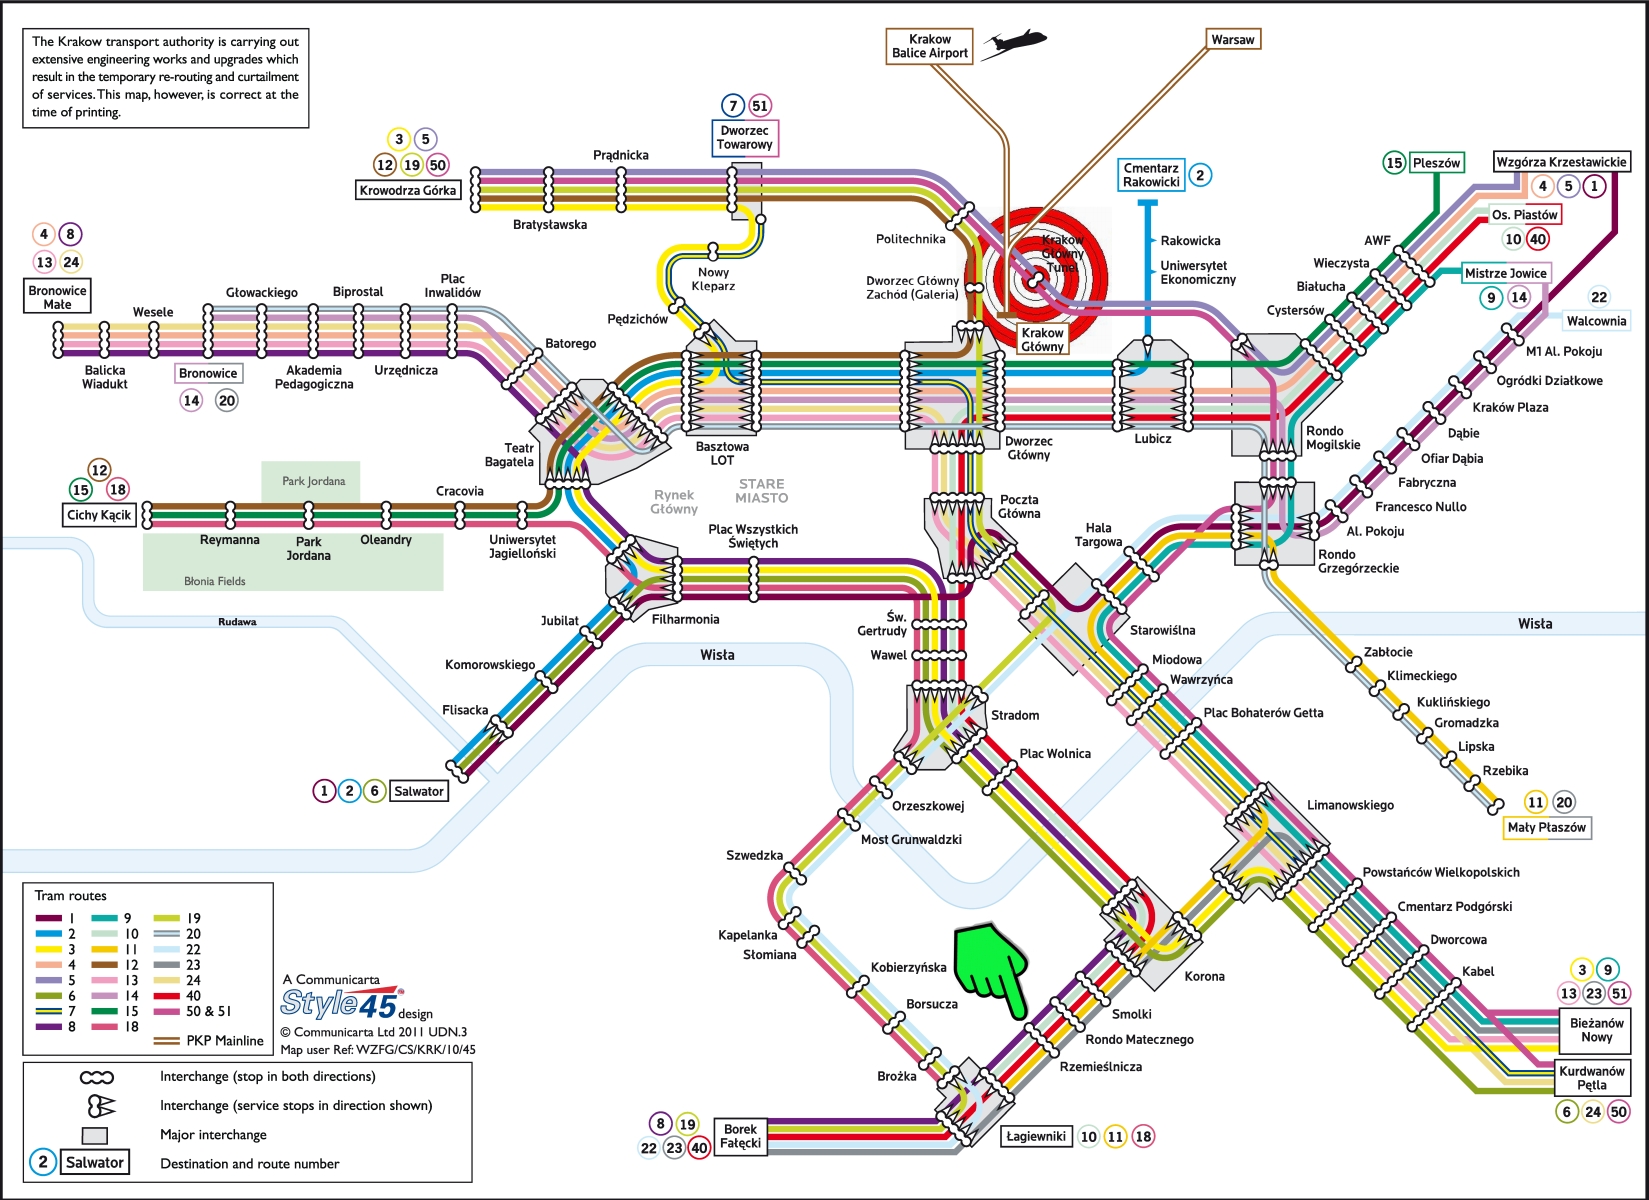 The Krakow transport authority is carrying out
extensive engineering works and upgrades which
result in the temporary re-routing and curtailment
of services. This map, however, is correct at the
time of printing.
Krakow
Balice Airport
Warsaw
7 51
Dworzec
Towarowy
3 5
12 19 50
Krowodrza Górka
Prądnicka
Bratysławska
Cmentarz
Rakowicki
2
15 Pleszów
Wzgórza Krzesławickie
4 5 1
Os. Piastów
10 40
Mistrze Jowice
9 14
22
Walcownia
Politechnika
Krakow
Główny
Tunel
Rakowicka
Uniwersytet
Ekonomiczny
AWF
Wieczysta
Białucha
Cystersów
4 8
13 24
Bronowice
Małe
Wesele
Głowackiego
Biprostal
Plac
Inwalidów
Nowy
Kleparz
Pędzichów
Dworzec Główny
Zachód (Galeria)
Krakow
Główny
Batorego
Balicka
Wiadukt
Bronowice
14 20
Akademia
Pedagogiczna
Urzędnicza
M1 Al. Pokoju
Ogródki Działkowe
Kraków Plaza
Dąbie
Ofiar Dąbia
Fabryczna
Francesco Nullo
Al. Pokoju
Teatr
Bagatela
Basztowa
LOT
Dworzec
Główny
Lubicz
Rondo
Mogilskie
12
15 18
Cichy Kącik
Park Jordana
Cracovia
Rynek
Główny
STARE
MIASTO
Poczta
Główna
Hala
Targowa
Rondo
Grzegórzeckie
Reymanna
Park
Jordana
Oleandry
Uniwersytet
Jagielloński
Plac Wszystkich
Świętych
Błonia Fields
Rudawa
Jubilat
Filharmonia
Św.
Gertrudy
Wawel
Starowiślna
Wisła
Wisła
Komorowskiego
Flisacka
1 2 6 Salwator
Miodowa
Wawrzyńca
Plac Bohaterów Getta
Zabłocie
Klimeckiego
Kuklińskiego
Gromadzka
Lipska
Rzebika
11 20
Mały Płaszów
Stradom
Plac Wolnica
Orzeszkowej
Most Grunwaldzki
Limanowskiego
Szwedzka
Kapelanka
Słomiana
Kobierzyńska
Borsucza
Brożka
Powstańców Wielkopolskich
Cmentarz Podgórski
Dworcowa
Kabel
Korona
Smolki
Rondo Matecznego
Rzemieślnicza
3 9
13 23 51
Bieżanów
Nowy
Kurdwanów
Pętla
6 24 50
8 19
22 23 40
Borek
Fałęcki
Łagiewniki 10 11 18
Tram routes
1 9 19
2 10 20
3 11 22
4 12 23
5 13 24
6 14 40
7 15 50 & 51
8 18
PKP Mainline
A Communicarta
Style45
design
© Communicarta Ltd 2011 UDN.3
Map user Ref: WZFG/CS/KRK/10/45
Interchange (stop in both directions)
Interchange (service stops in direction shown)
Major interchange
2 Salwator Destination and route number